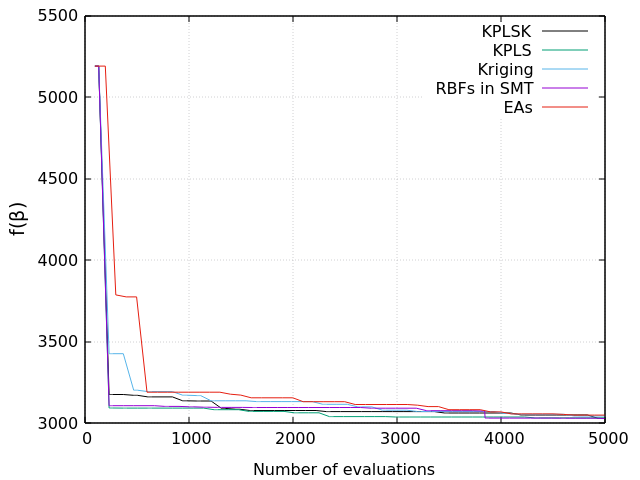 5500
5000
4500
4000
3500
3000
f(β)
KPLSK
KPLS
Kriging
RBFs in SMT
EAs
0 1000 2000 3000 4000 5000
Number of evaluations